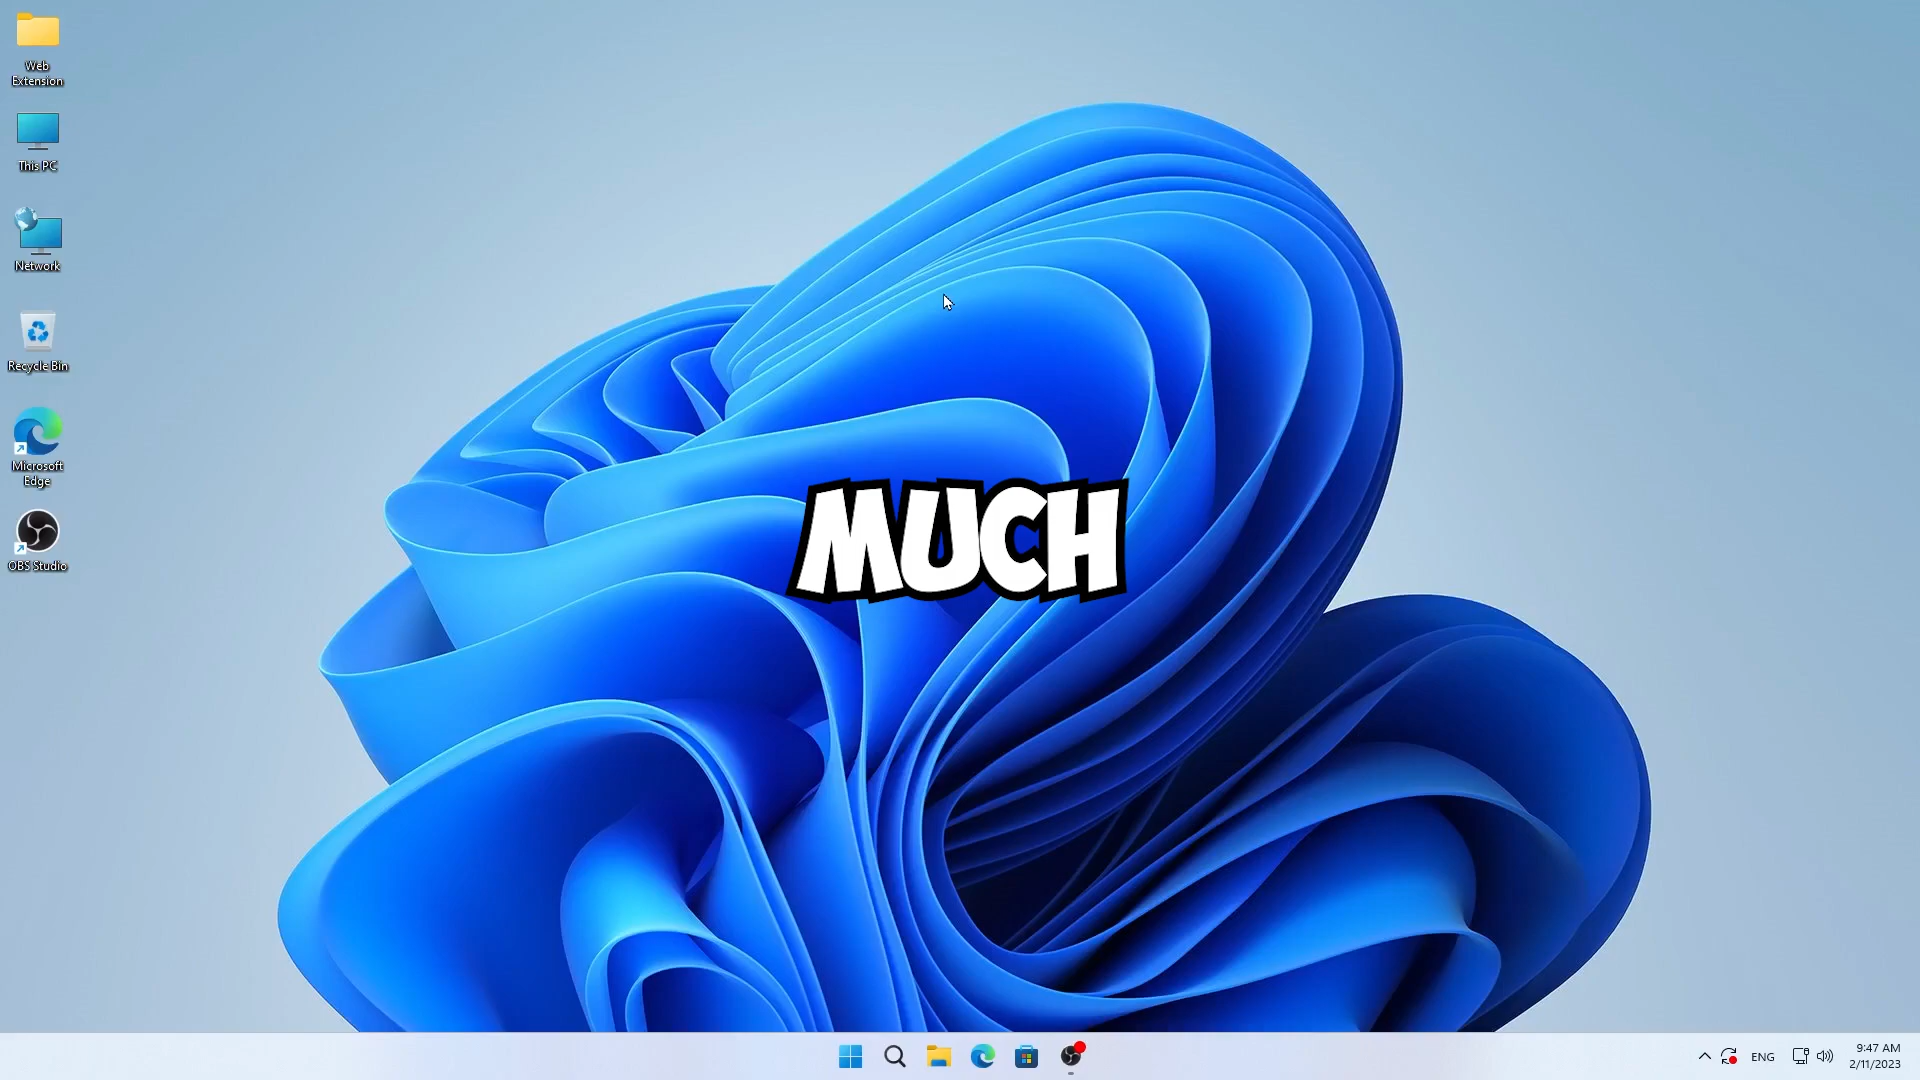 Web
Extension
This PC
Network
Recycle Bin
Microsoft
Edge
OBS Studio
MUCH
ENG
9:47 AM
2/11/2023